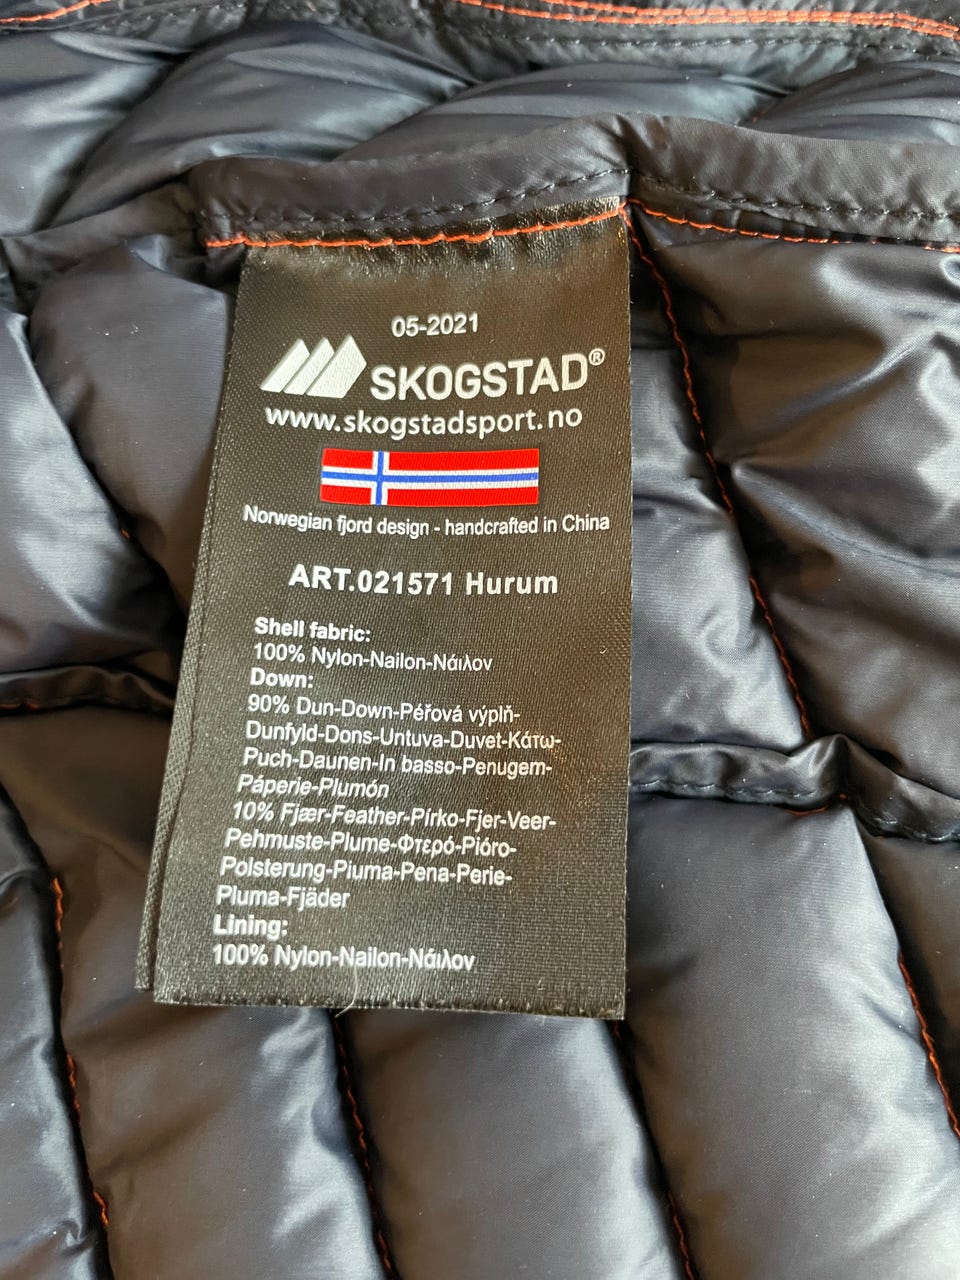 05-2021
SKOGSTAD®
www.skogstadsport.no
Norwegian fjord design - handcrafted in China
ART.021571 Hurum
Shell fabric:
100% Nylon-Nailon-Νάιλον
Down:
90% Dun-Down-Péřová výplň-
Dunfyld-Dons-Untuva-Duvet-Κάτω-
Puch-Daunen-In basso-Penugem-
Páperie-Plumón
10% Fjær-Feather-Pírko-Fjer-Veer-
Pehmuste-Plume-Φτερό-Pióro-
Polsterung-Piuma-Pena-Perie-
Pluma-Fjäder
Lining:
100% Nylon-Nailon-Νάιλον